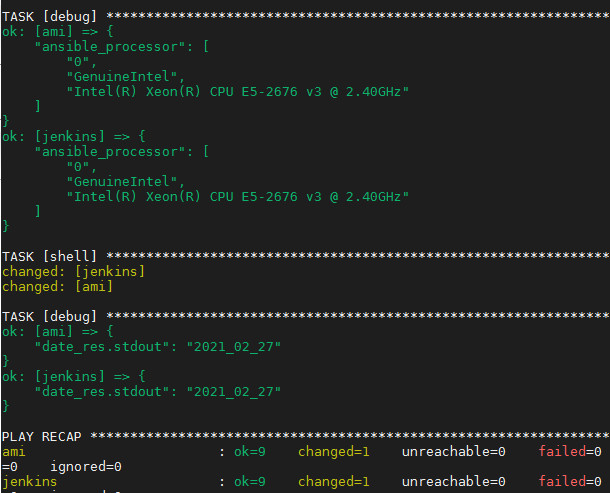 TASK [debug] ***************************************************************
ok: [ami] => {
    "ansible_processor": [
        "0",
        "GenuineIntel",
        "Intel(R) Xeon(R) CPU E5-2676 v3 @ 2.40GHz"
    ]
}
ok: [jenkins] => {
    "ansible_processor": [
        "0",
        "GenuineIntel",
        "Intel(R) Xeon(R) CPU E5-2676 v3 @ 2.40GHz"
    ]
}
TASK [shell] ***************************************************************
changed: [jenkins]
changed: [ami]
TASK [debug] ***************************************************************
ok: [ami] => {
    "date_res.stdout": "2021_02_27"
}
ok: [jenkins] => {
    "date_res.stdout": "2021_02_27"
}
PLAY RECAP *****************************************************************
ami                        : ok=9    changed=1    unreachable=0    failed=0
=0    ignored=0
jenkins                    : ok=9    changed=1    unreachable=0    failed=0